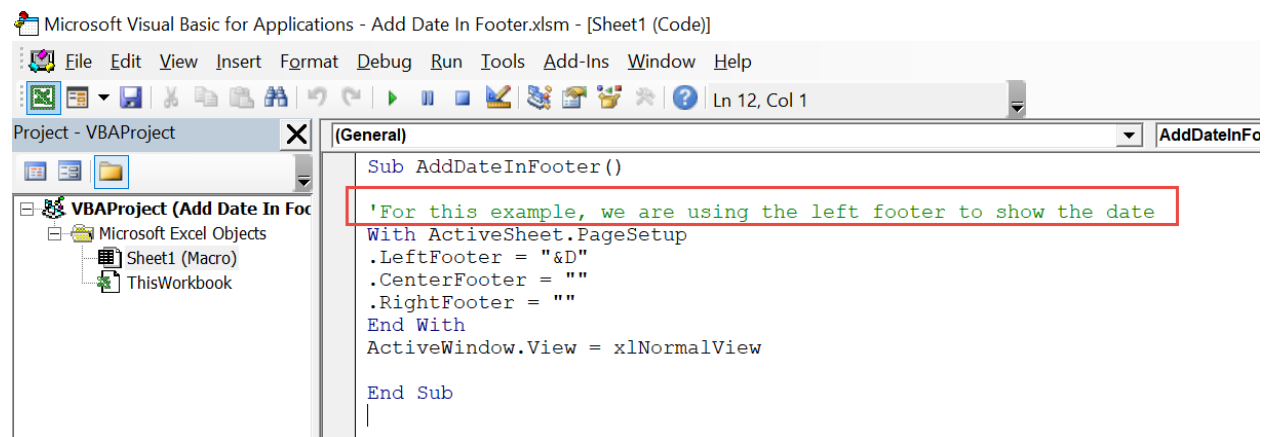 Microsoft Visual Basic for Applications - Add Date In Footer.xlsm - [Sheet1 (Code)]
File Edit View Insert Format Debug Run Tools Add-Ins Window Help
Ln 12, Col 1
Project - VBAProject
(General)
AddDateInFo
VBAProject (Add Date In Foo
Microsoft Excel Objects
Sheet1 (Macro)
ThisWorkbook
Sub AddDateInFooter()
'For this example, we are using the left footer to show the date
With ActiveSheet.PageSetup
.LeftFooter = "&D"
.CenterFooter = ""
.RightFooter = ""
End With
ActiveWindow.View = xlNormalView
End Sub